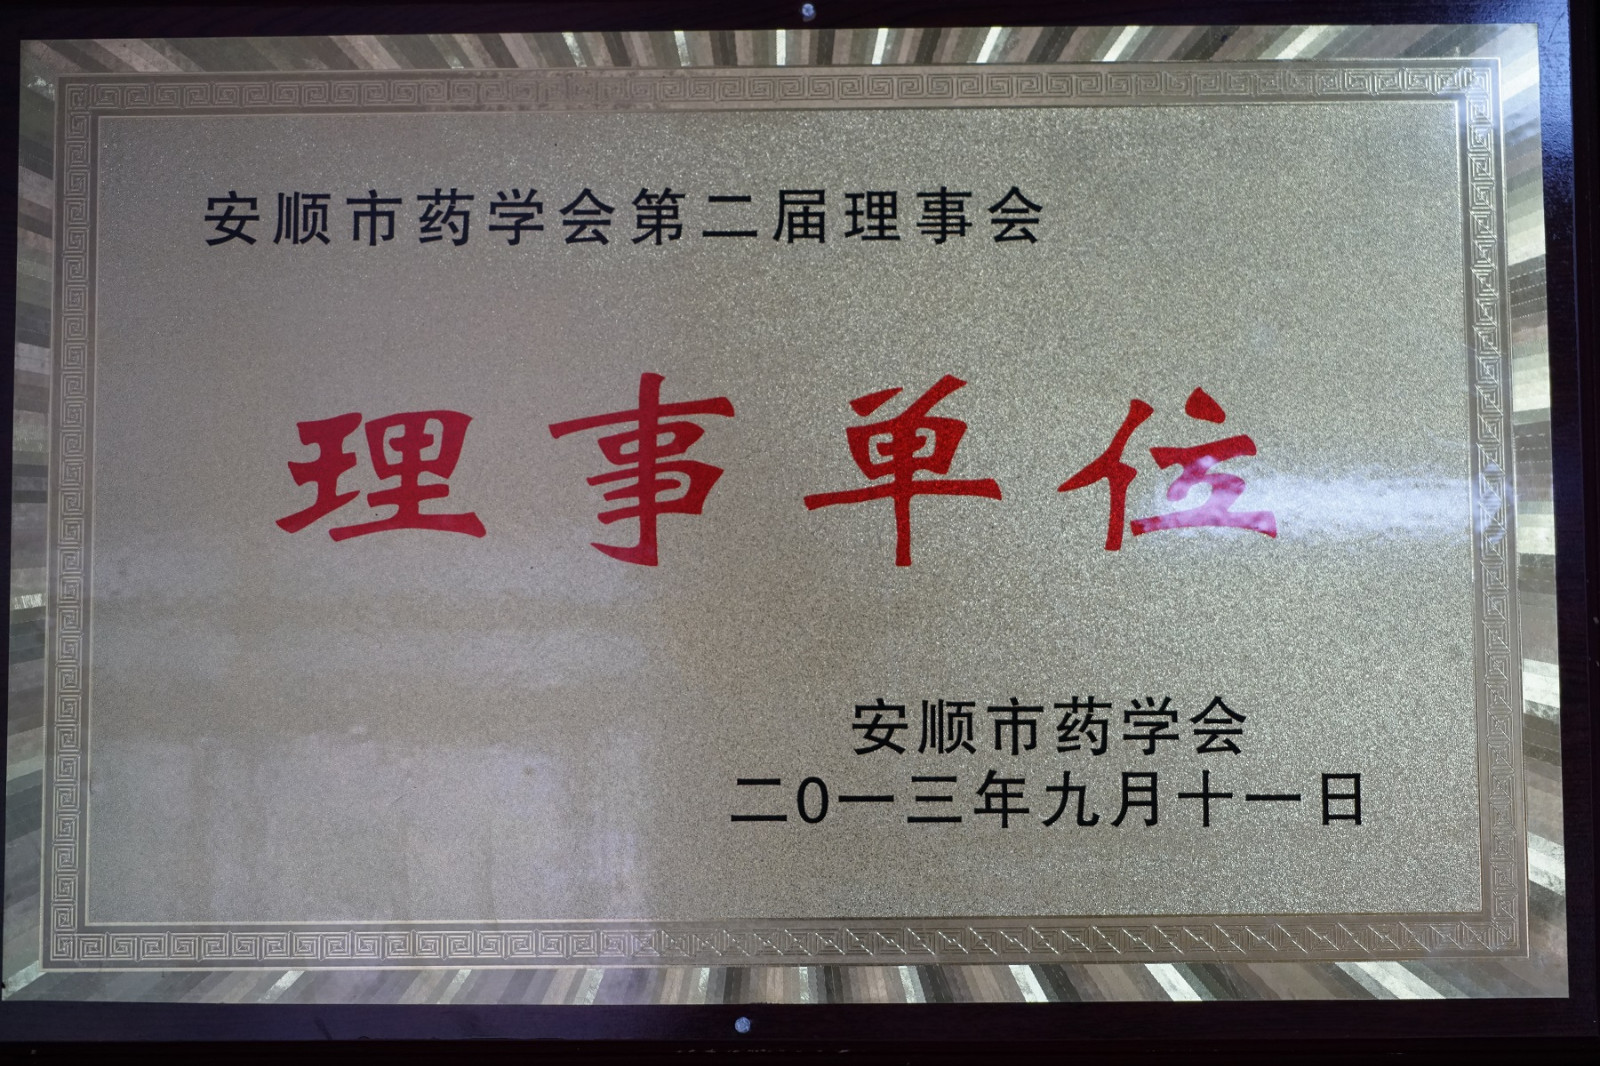 安顺市药学会第二届理事会
理事单位
安顺市药学会
二0一三年九月十一日